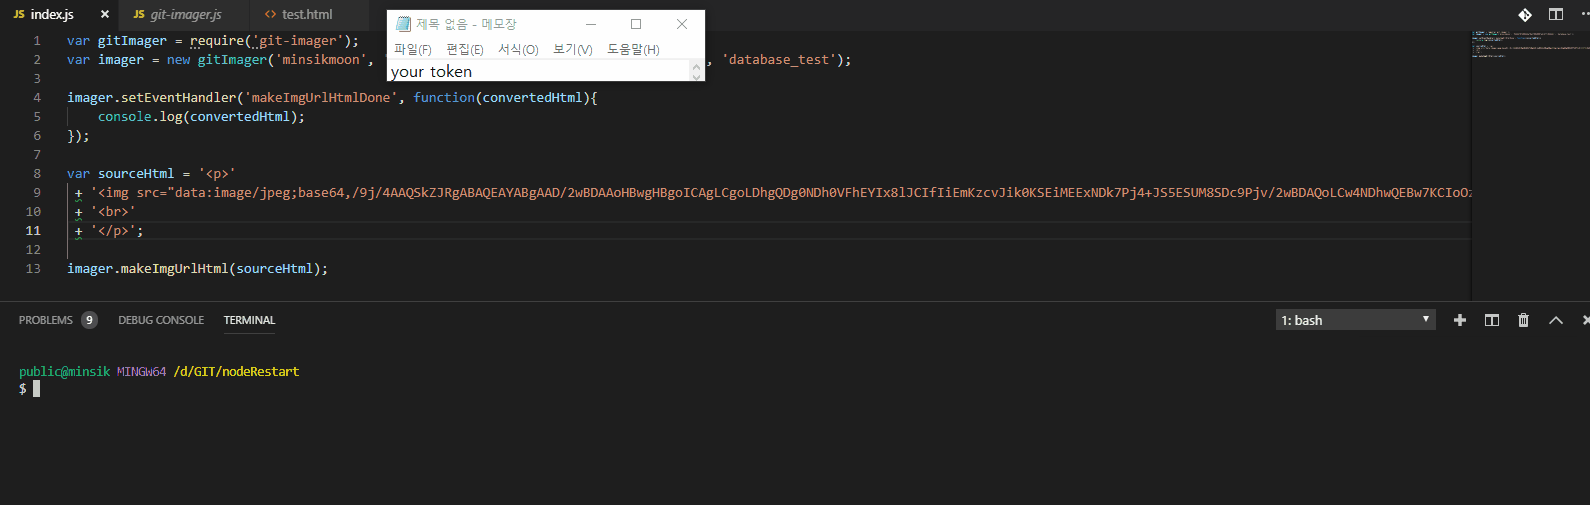 JS index.js × JS git-imager.js <> test.html
제목 없음 - 메모장
파일(F) 편집(E) 서식(O) 보기(V) 도움말(H)
your token
1 var gitImager = require('git-imager');
2 var imager = new gitImager('minsikmoon', ' , 'database_test');
3
4 imager.setEventHandler('makeImgUrlHtmlDone', function(convertedHtml){
5 console.log(convertedHtml);
6 });
7
8 var sourceHtml = '<p>'
9 + '<img src="data:image/jpeg;base64,/9j/4AAQSkZJRgABAQEAYABgAAD/2wBDAAoHBwgHBgoICAgLCgoLDhgQDg0NDh0VFhEYIx8lJCIfIiEmKzcvJik0KSEiMEExNDk7Pj4+JS5ESUM8SDc9Pjv/2wBDAQoLCw4NDhwQEBw7KCIoOz
10 + '<br>'
11 + '</p>';
12
13 imager.makeImgUrlHtml(sourceHtml);
PROBLEMS 9 DEBUG CONSOLE TERMINAL 1: bash
public@minsik MINGW64 /d/GIT/nodeRestart
$